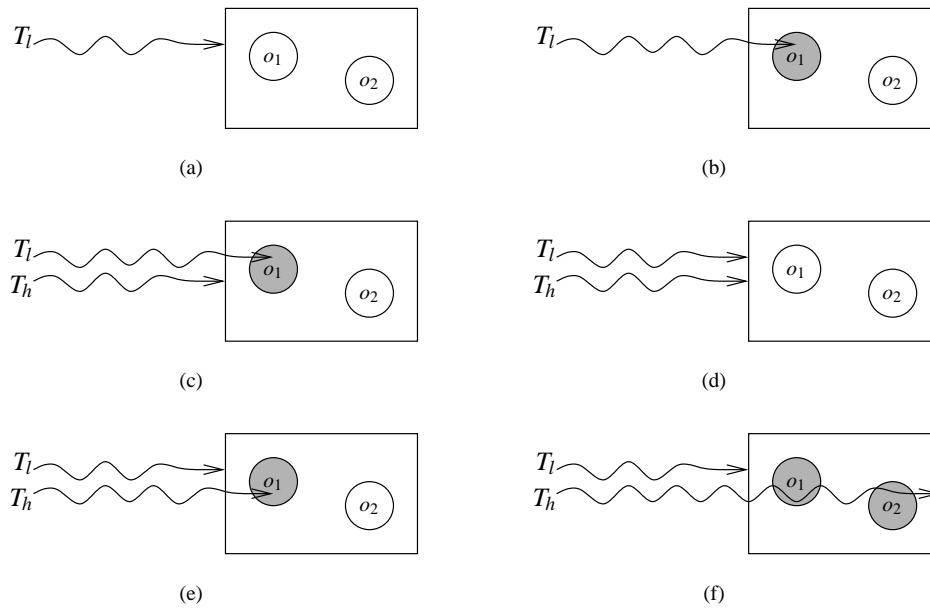 T_l o_1 o_2
(a)
T_l o_1 o_2
(b)
T_l T_h o_1 o_2
(c)
T_l T_h o_1 o_2
(d)
T_l T_h o_1 o_2
(e)
T_l T_h o_1 o_2
(f)